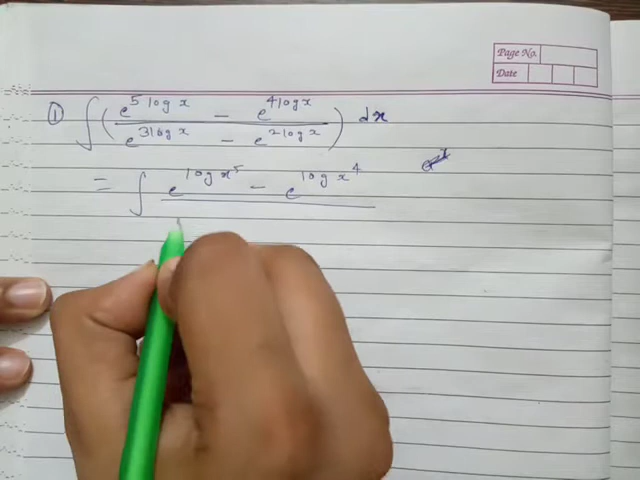 Page No.
Date
① ∫ ( (e^{5 log x} - e^{4 log x}) / (e^{3 log x} - e^{2 log x}) ) dx
= ∫ e^{log x^5} - e^{log x^4}